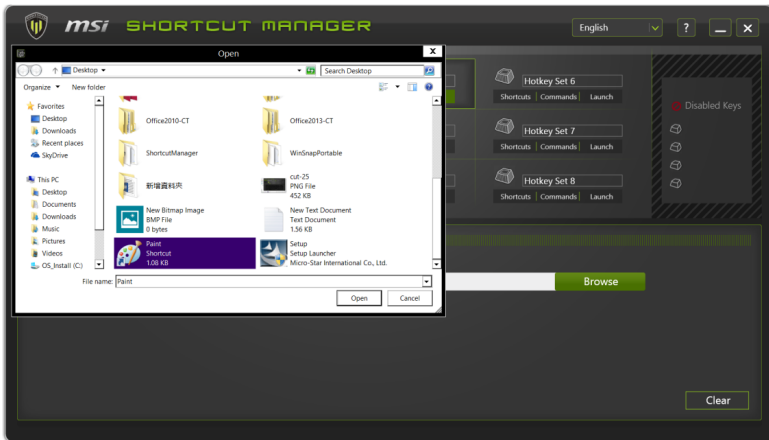 msi SHORTCUT MANAGER
English
?
Open
X
Desktop
Search Desktop
Organize
New folder
Favorites
Desktop
Downloads
Recent places
SkyDrive
This PC
Desktop
Documents
Downloads
Music
Pictures
Videos
OS_Install (C:)
Office2010-CT
Office2013-CT
ShortcutManager
WinSnapPortable
新增資料夾
cut-25
PNG File
452 KB
New Bitmap Image
BMP File
0 bytes
New Text Document
Text Document
1.56 KB
Paint
Shortcut
1.08 KB
Setup
Setup Launcher
Micro-Star International Co., Ltd.
File name: Paint
Open
Cancel
Hotkey Set 6
Shortcuts | Commands | Launch
Hotkey Set 7
Shortcuts | Commands | Launch
Hotkey Set 8
Shortcuts | Commands | Launch
Disabled Keys
Browse
Clear